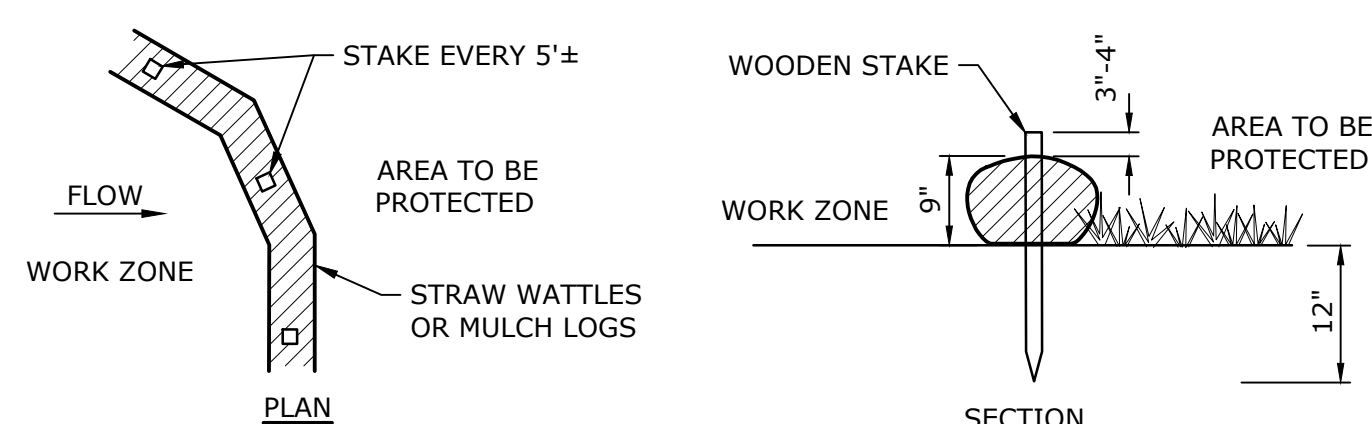 STAKE EVERY 5'±
AREA TO BE
PROTECTED
FLOW
WORK ZONE
STRAW WATTLES
OR MULCH LOGS
PLAN
WOODEN STAKE
3"-4"
AREA TO BE
PROTECTED
9"
WORK ZONE
12"
SECTION